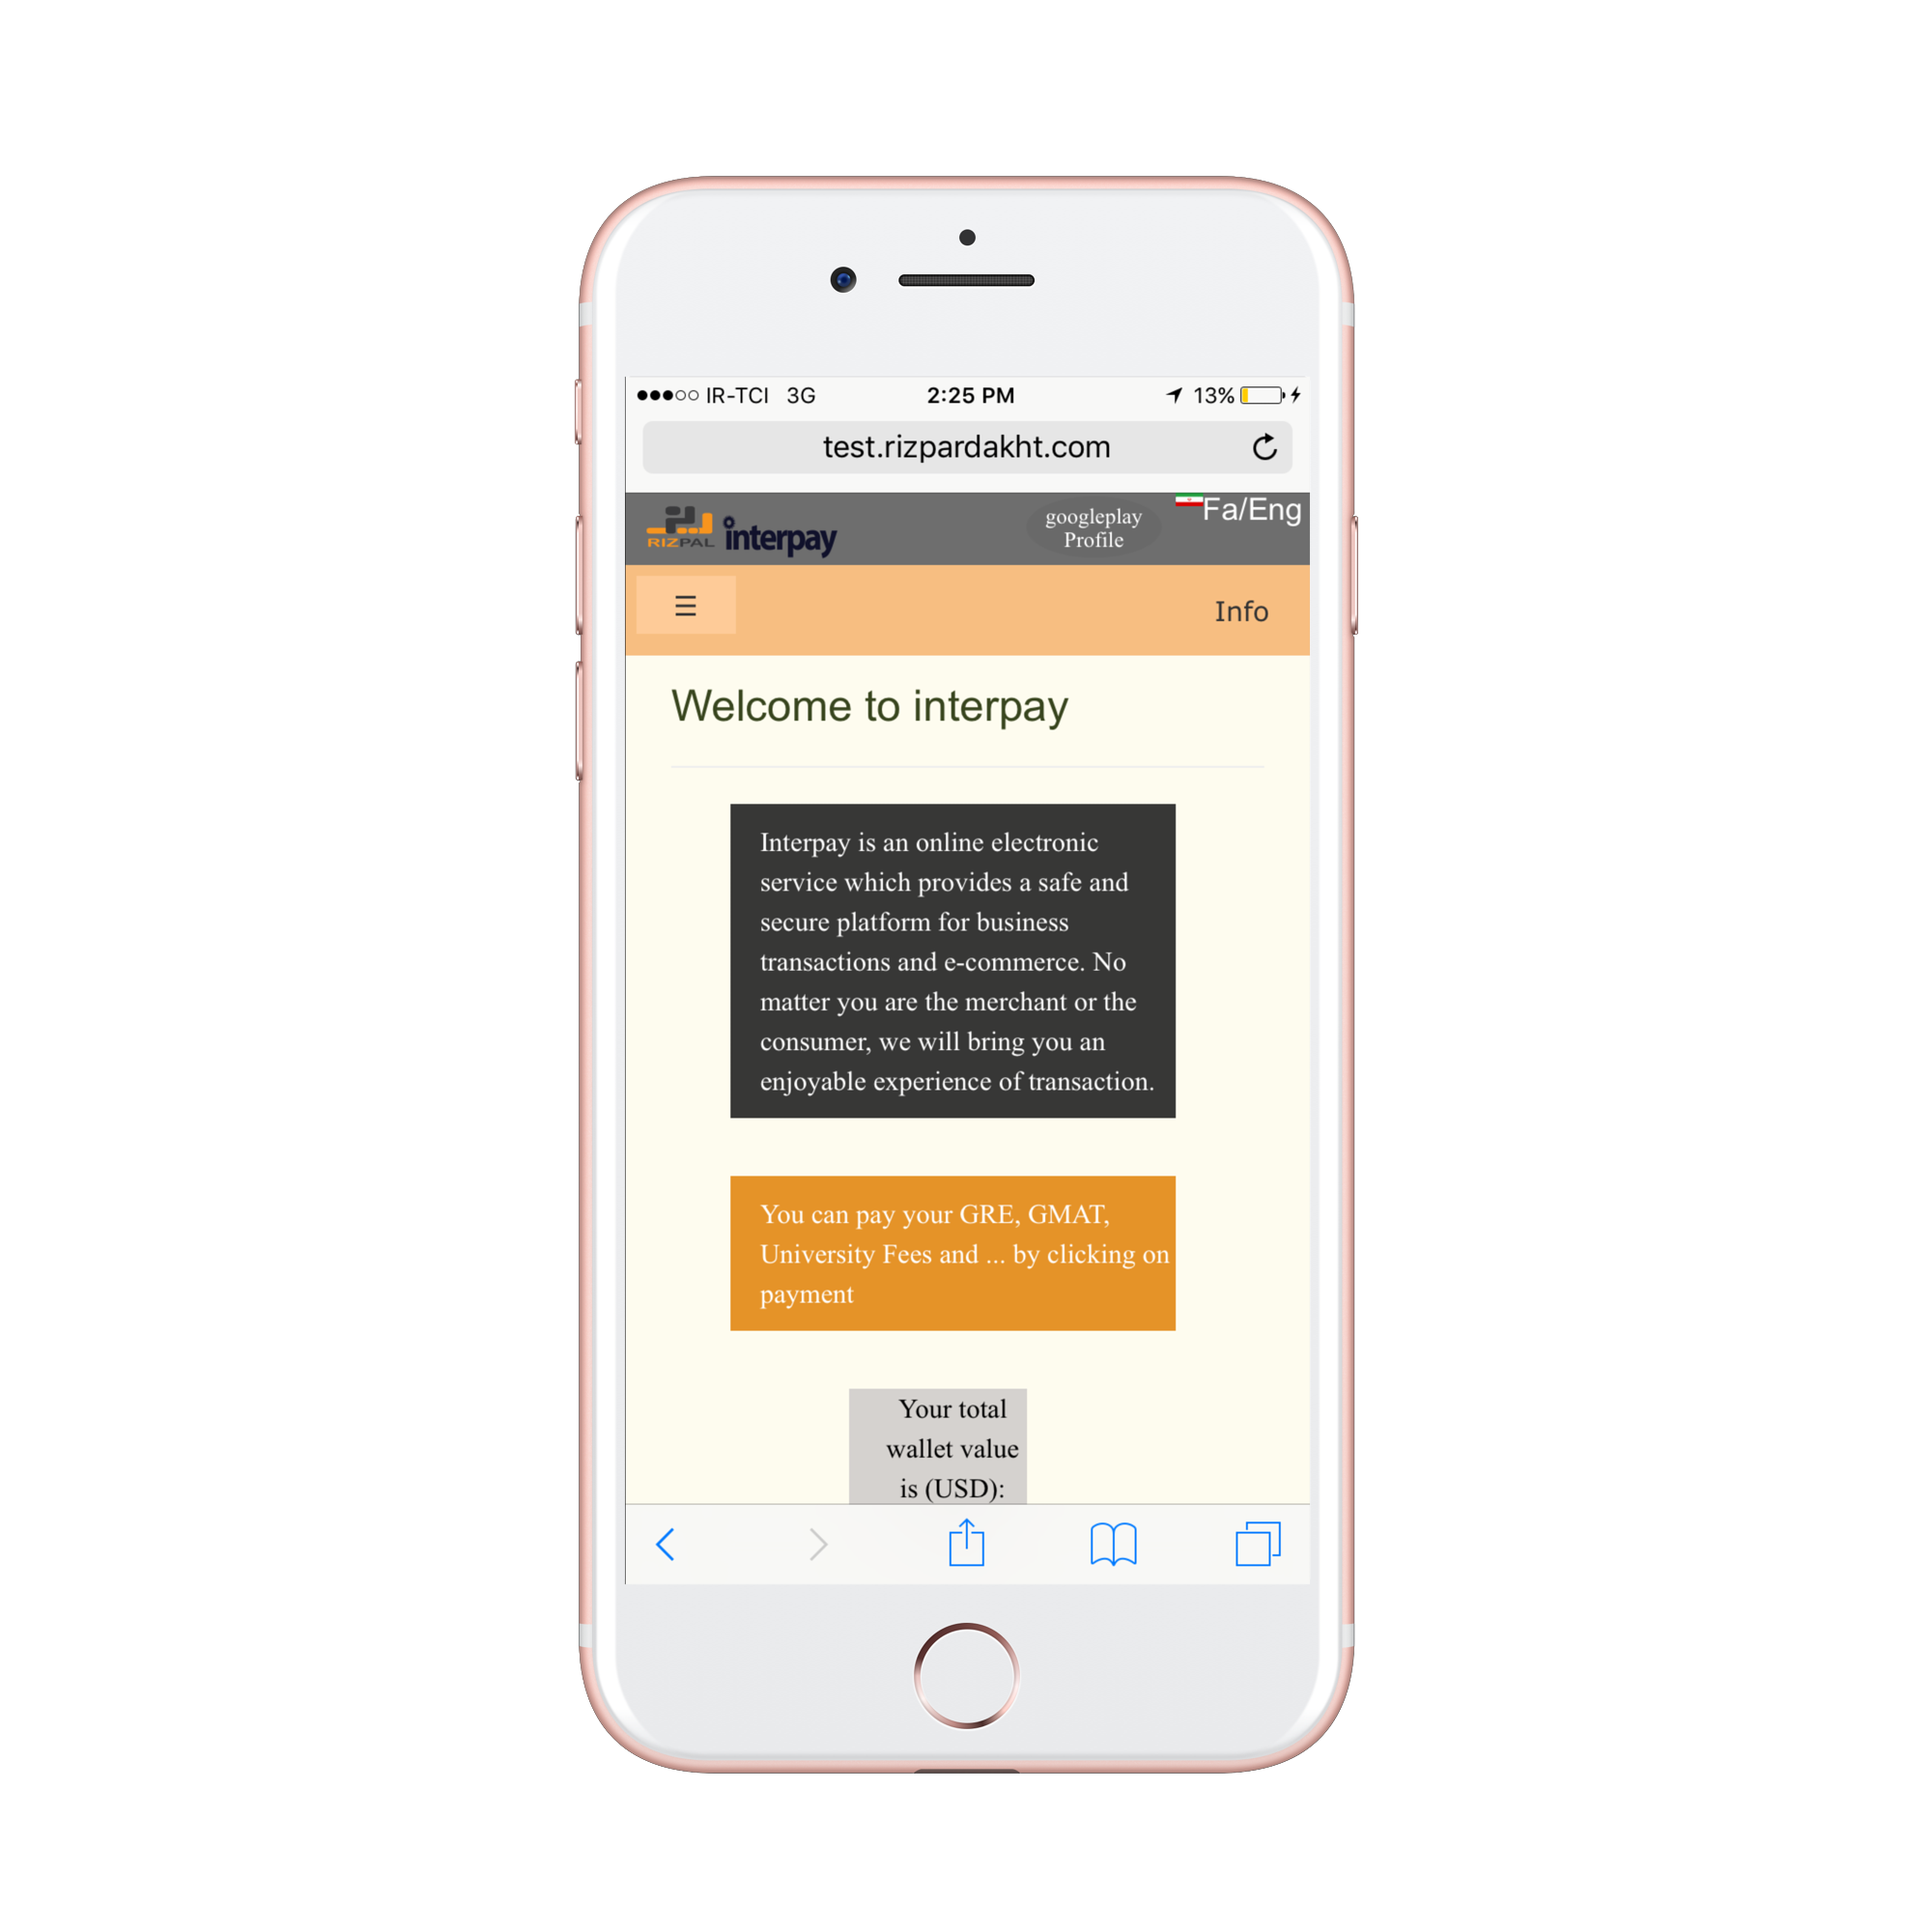 IR-TCI 3G 2:25 PM 13%
test.rizpardakht.com
RIZPAL interpay googleplay Profile Fa/Eng
☰ Info
Welcome to interpay
Interpay is an online electronic
service which provides a safe and
secure platform for business
transactions and e-commerce. No
matter you are the merchant or the
consumer, we will bring you an
enjoyable experience of transaction.
You can pay your GRE, GMAT,
University Fees and ... by clicking on
payment
Your total
wallet value
is (USD):